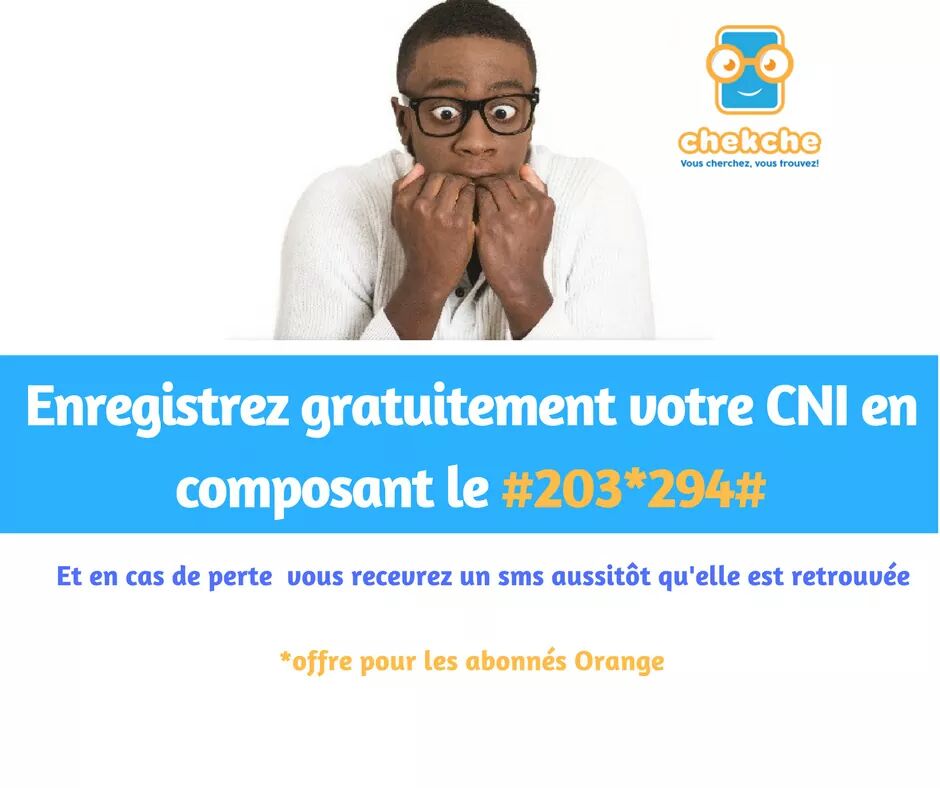 chekche
Vous cherchez, vous trouvez!
Enregistrez gratuitement votre CNI en
composant le #203*294#
Et en cas de perte vous recevrez un sms aussitôt qu'elle est retrouvée
*offre pour les abonnés Orange